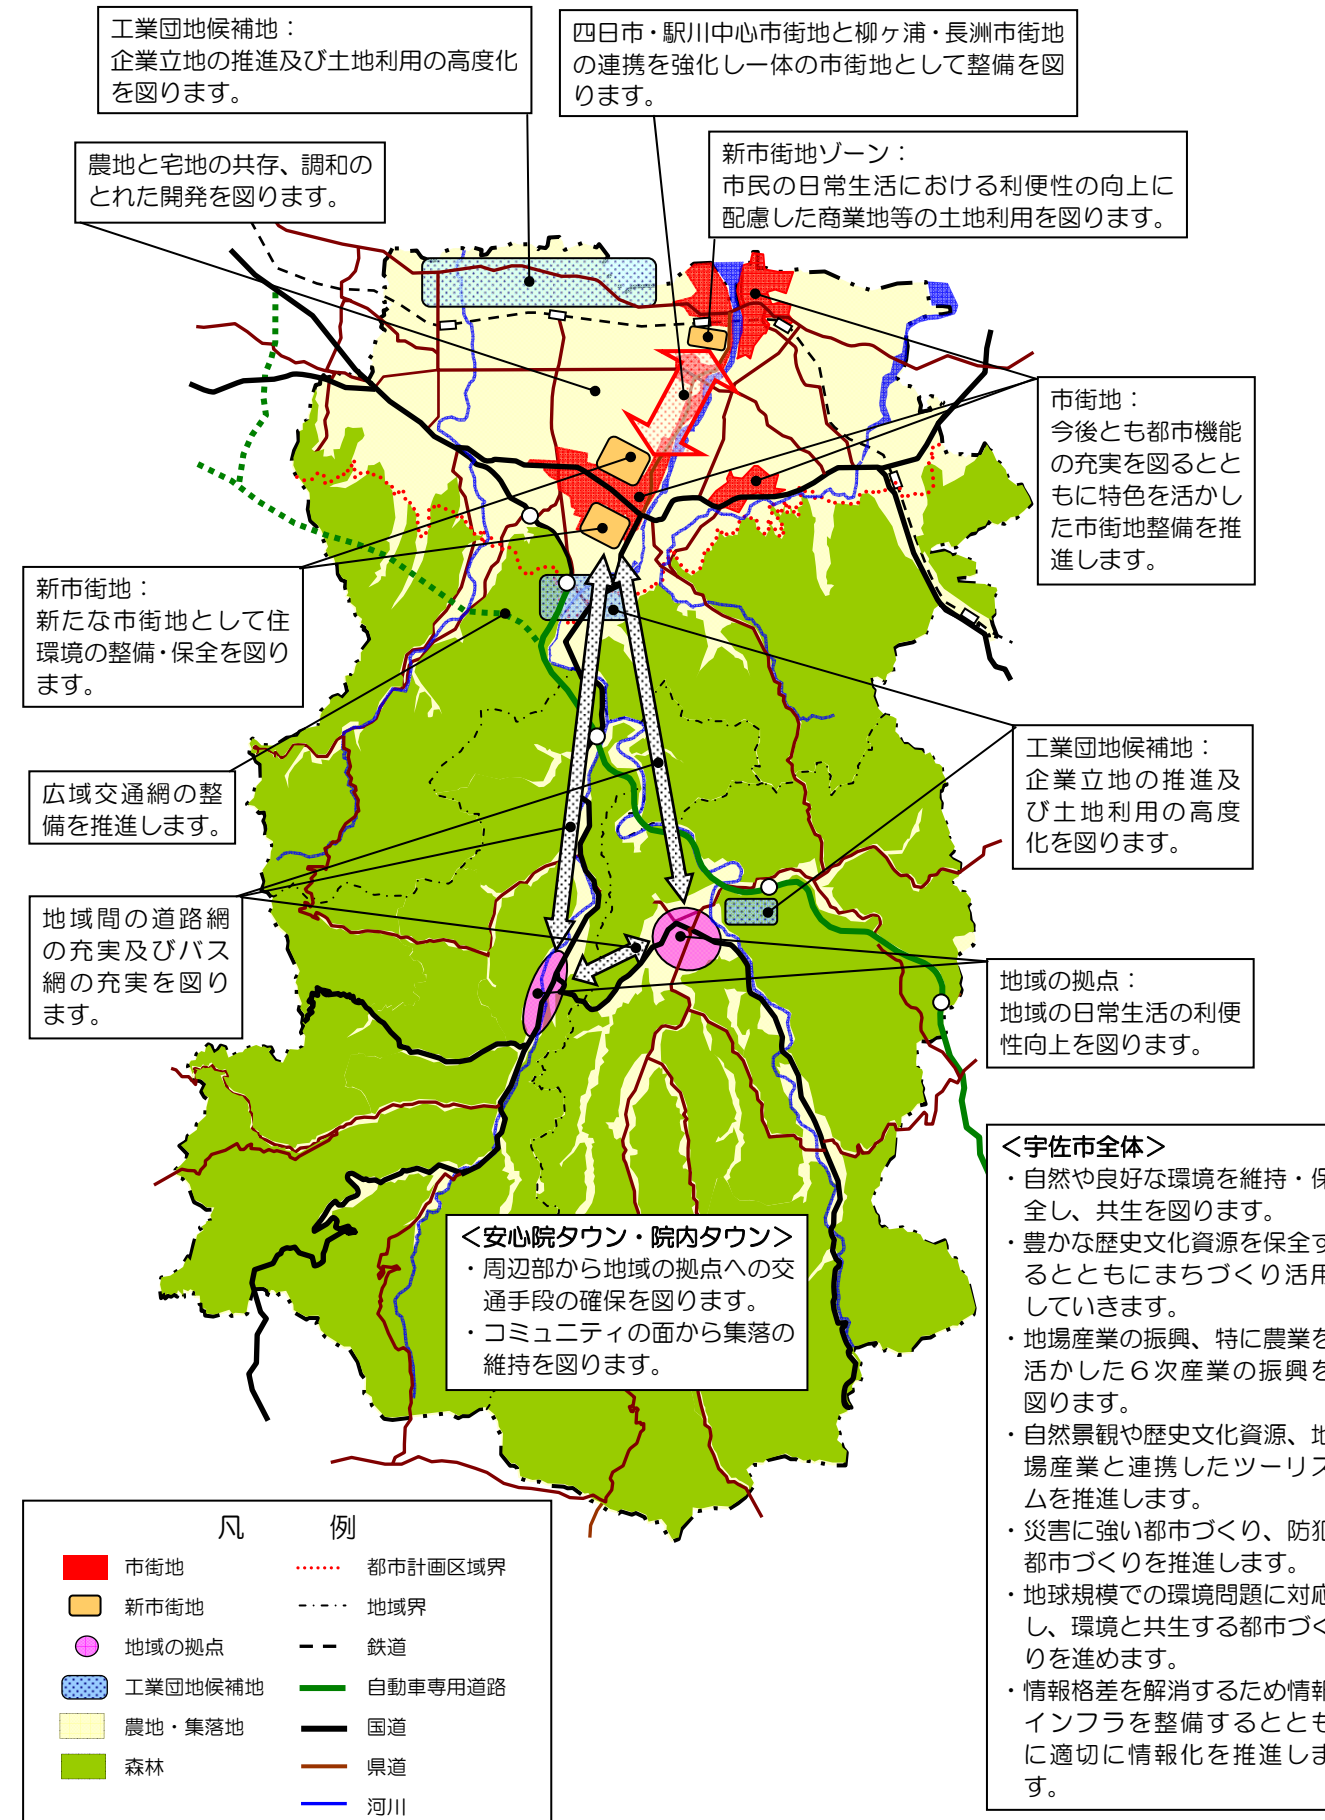 工業団地候補地：
企業立地の推進及び土地利用の高度化
を図ります。
四日市・駅川中心市街地と柳ヶ浦・長洲市街地
の連携を強化し一体の市街地として整備を図
ります。
農地と宅地の共存、調和の
とれた開発を図ります。
新市街地ゾーン：
市民の日常生活における利便性の向上に
配慮した商業地等の土地利用を図ります。
市街地：
今後とも都市機能
の充実を図るとと
もに特色を活かし
た市街地整備を推
進します。
新市街地：
新たな市街地として住
環境の整備・保全を図り
ます。
工業団地候補地：
企業立地の推進及
び土地利用の高度
化を図ります。
広域交通網の整
備を推進します。
地域間の道路網
の充実及びバス
網の充実を図り
ます。
地域の拠点：
地域の日常生活の利便
性向上を図ります。
＜宇佐市全体＞
・自然や良好な環境を維持・保
全し、共生を図ります。
・豊かな歴史文化資源を保全す
るとともにまちづくり活用
していきます。
・地場産業の振興、特に農業を
活かした６次産業の振興を
図ります。
・自然景観や歴史文化資源、地
場産業と連携したツーリズ
ムを推進します。
・災害に強い都市づくり、防犯
都市づくりを推進します。
・地球規模での環境問題に対応
し、環境と共生する都市づく
りを進めます。
・情報格差を解消するため情報
インフラを整備するととも
に適切に情報化を推進しま
す。
＜安心院タウン・院内タウン＞
・周辺部から地域の拠点への交
通手段の確保を図ります。
・コミュニティの面から集落の
維持を図ります。
凡　例
市街地
新市街地
地域の拠点
工業団地候補地
農地・集落地
森林
都市計画区域界
地域界
鉄道
自動車専用道路
国道
県道
河川